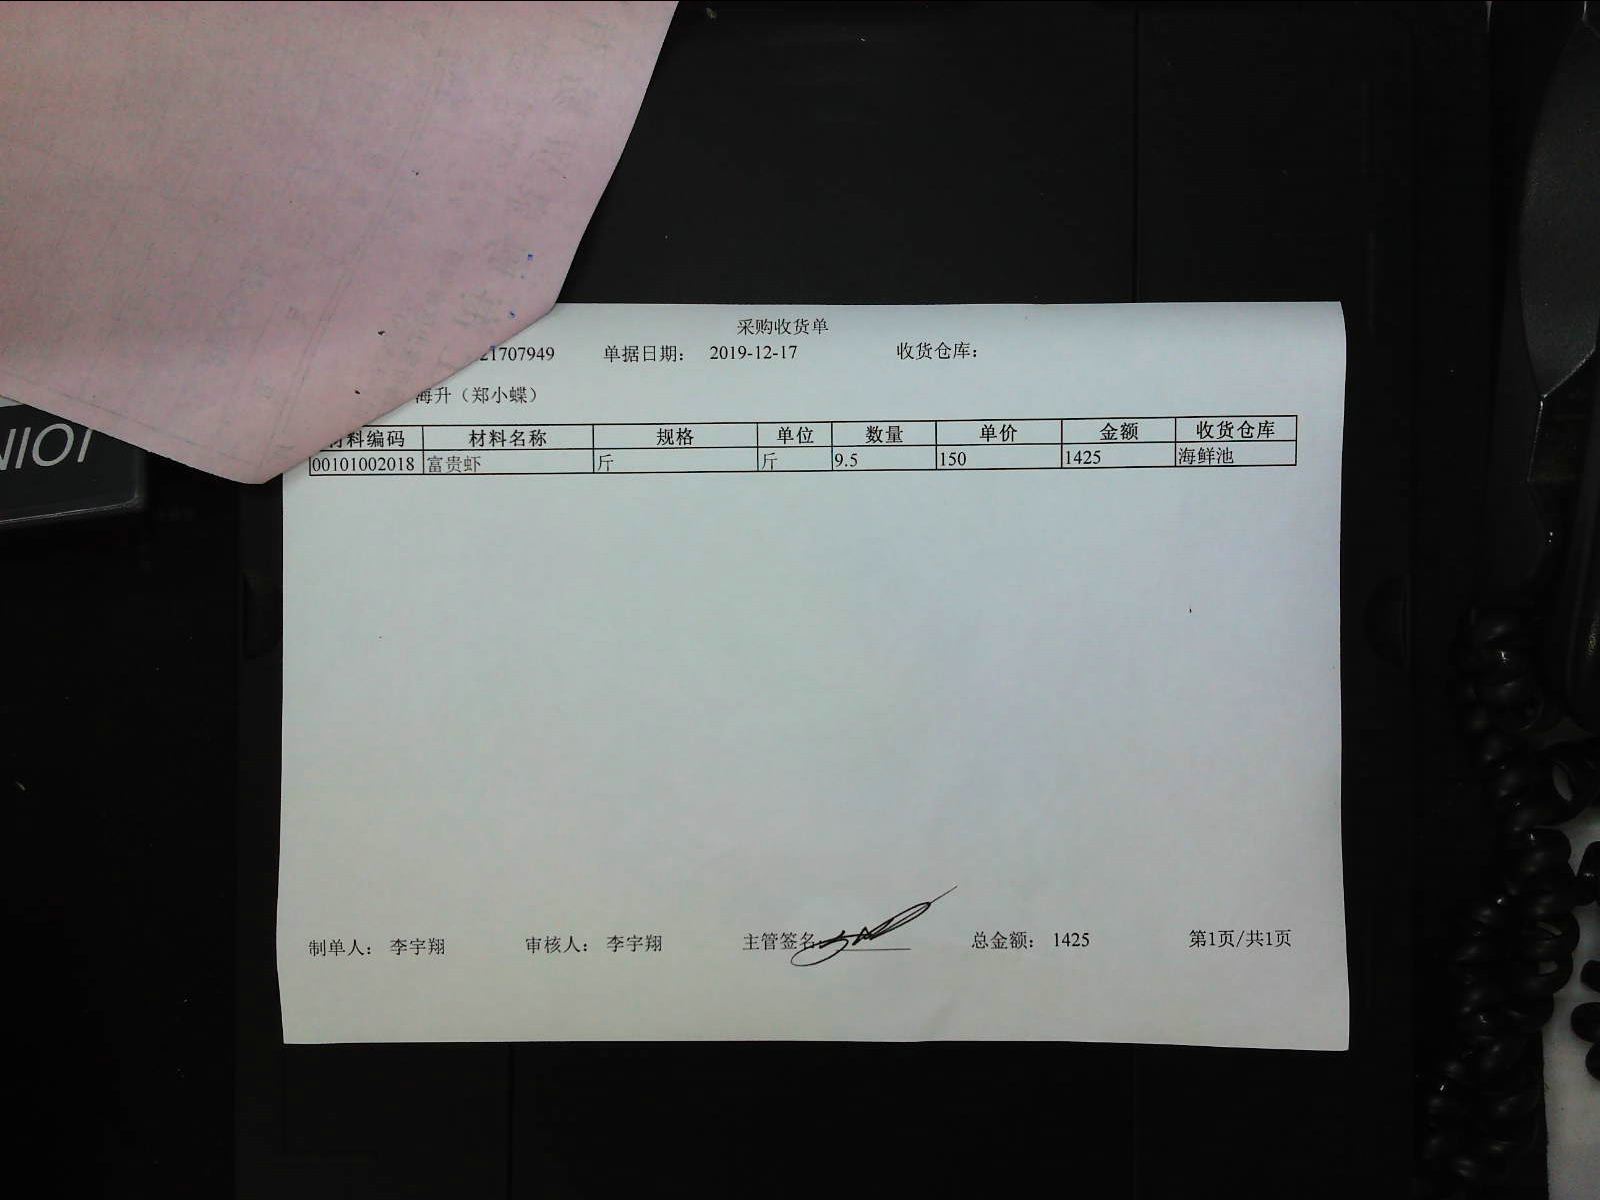 采购收货单
21707949 单据日期： 2019-12-17 收货仓库：
海升（郑小蝶）
材料编码 材料名称 规格 单位 数量 单价 金额 收货仓库
00101002018 富贵虾 斤 斤 9.5 150 1425 海鲜池
制单人： 李宇翔 审核人： 李宇翔 主管签名 总金额： 1425 第1页/共1页